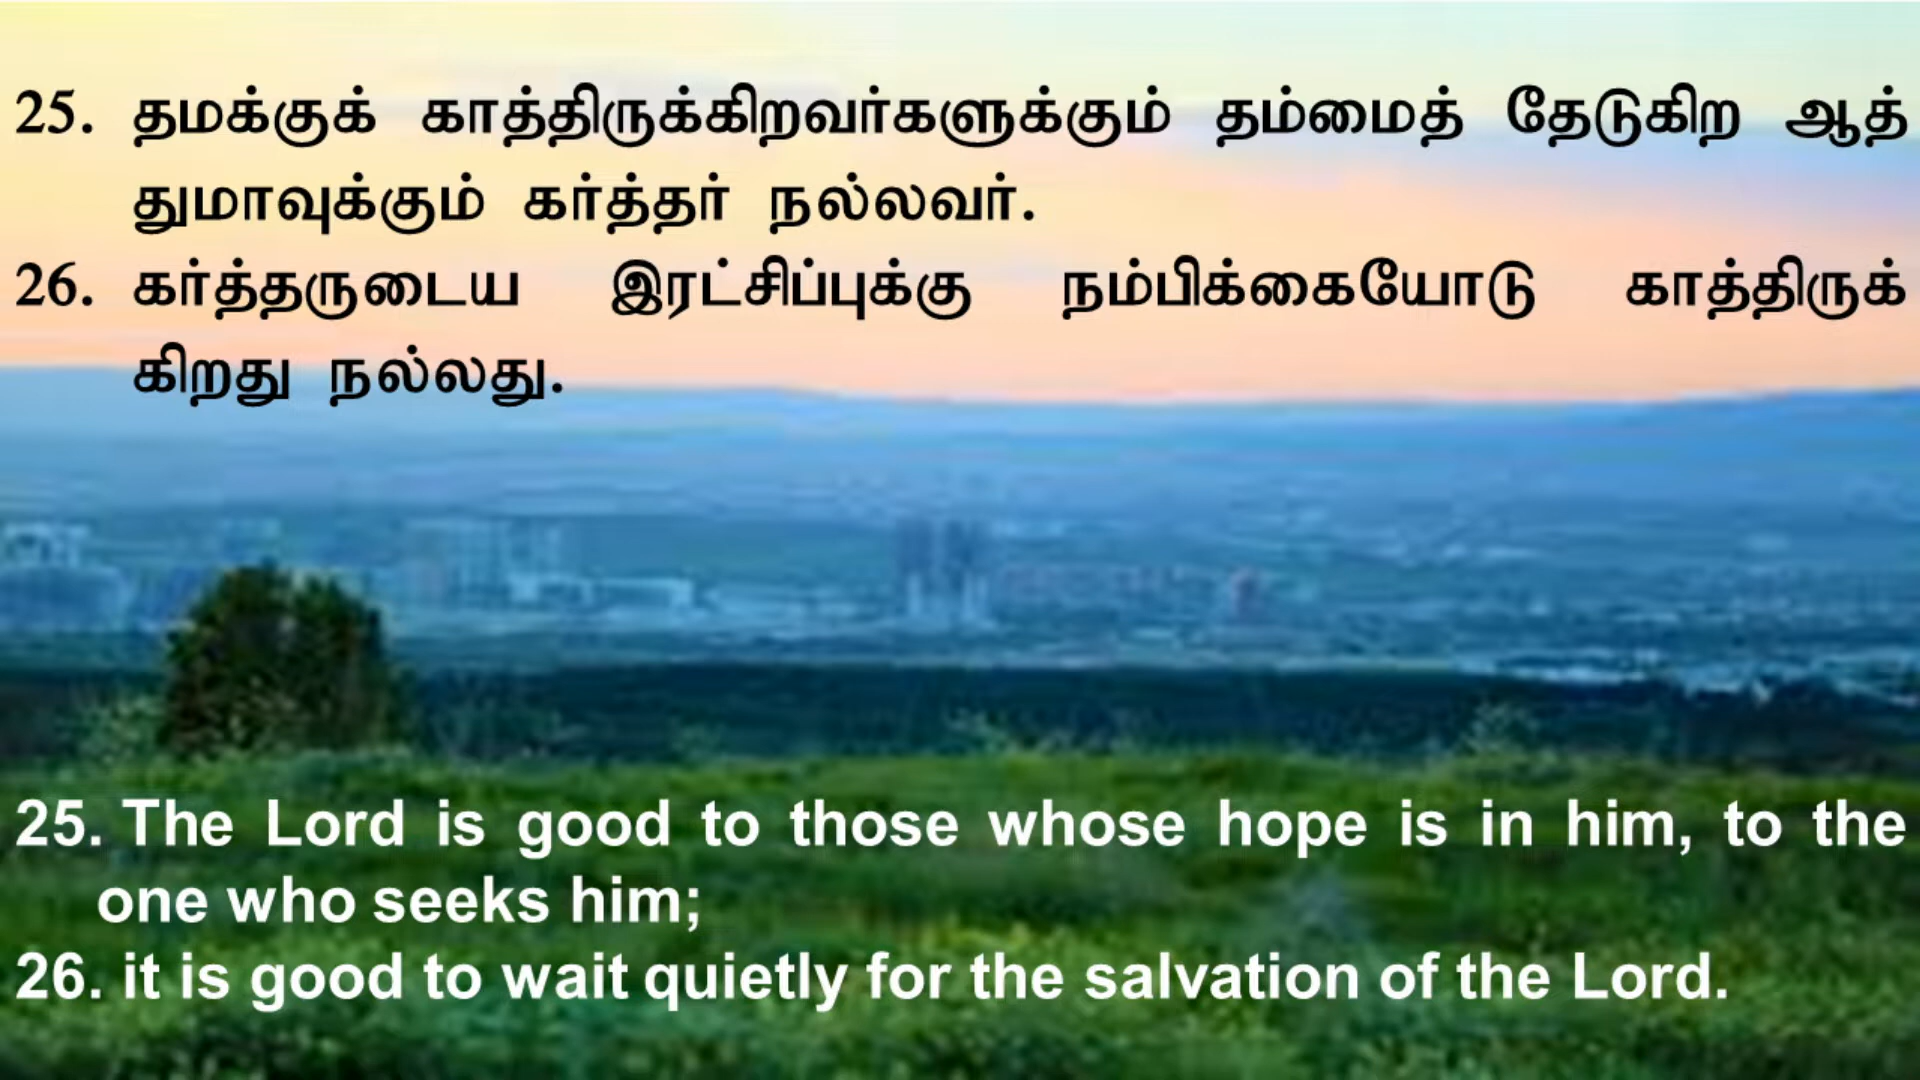 25. தமக்குக் காத்திருக்கிறவர்களுக்கும் தம்மைத் தேடுகிற ஆத்
துமாவுக்கும் கர்த்தர் நல்லவர்.
26. கர்த்தருடைய இரட்சிப்புக்கு நம்பிக்கையோடு காத்திருக்
கிறது நல்லது.
25. The Lord is good to those whose hope is in him, to the
one who seeks him;
26. it is good to wait quietly for the salvation of the Lord.